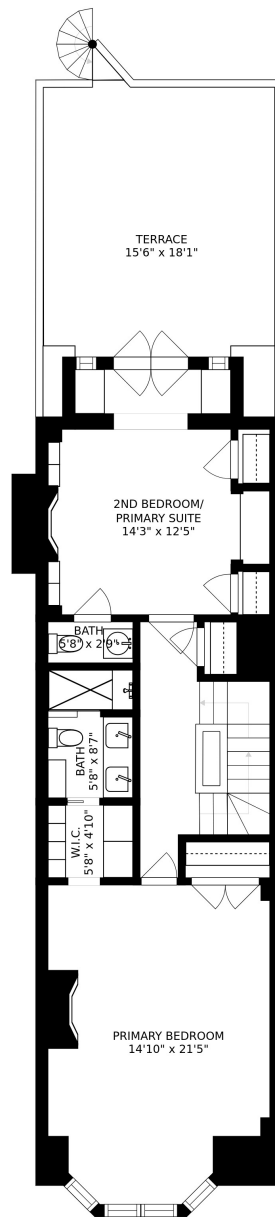 TERRACE
15'6" x 18'1"
2ND BEDROOM/
PRIMARY SUITE
14'3" x 12'5"
BATH
5'8" x 2'9"
BATH
5'8" x 8'7"
W.I.C.
5'8" x 4'10"
PRIMARY BEDROOM
14'10" x 21'5"